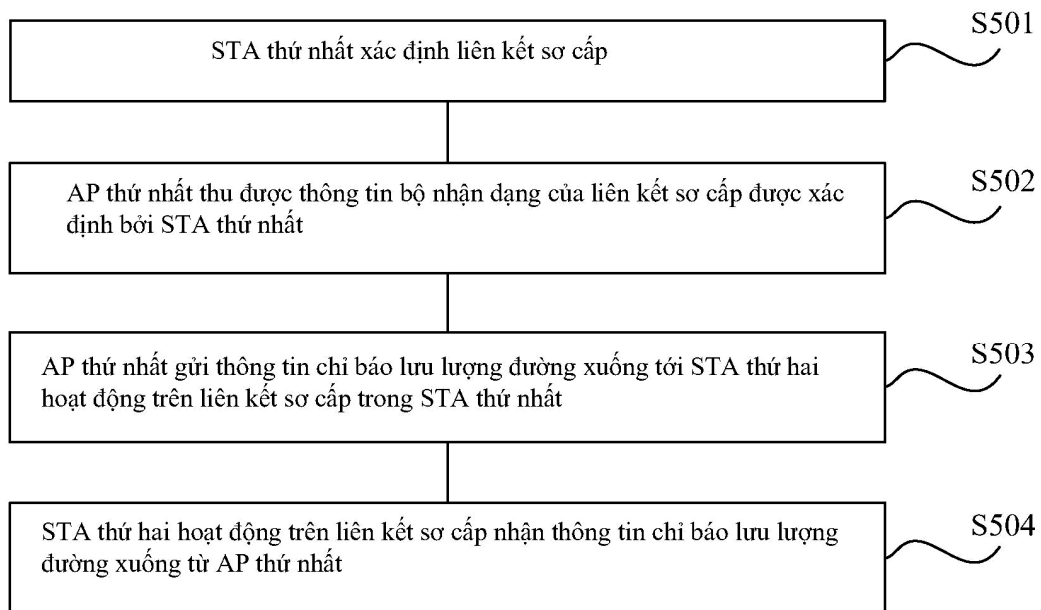 STA thứ nhất xác định liên kết sơ cấp
S501
AP thứ nhất thu được thông tin bộ nhận dạng của liên kết sơ cấp được xác
định bởi STA thứ nhất
S502
AP thứ nhất gửi thông tin chỉ báo lưu lượng đường xuống tới STA thứ hai
hoạt động trên liên kết sơ cấp trong STA thứ nhất
S503
STA thứ hai hoạt động trên liên kết sơ cấp nhận thông tin chỉ báo lưu lượng
đường xuống từ AP thứ nhất
S504